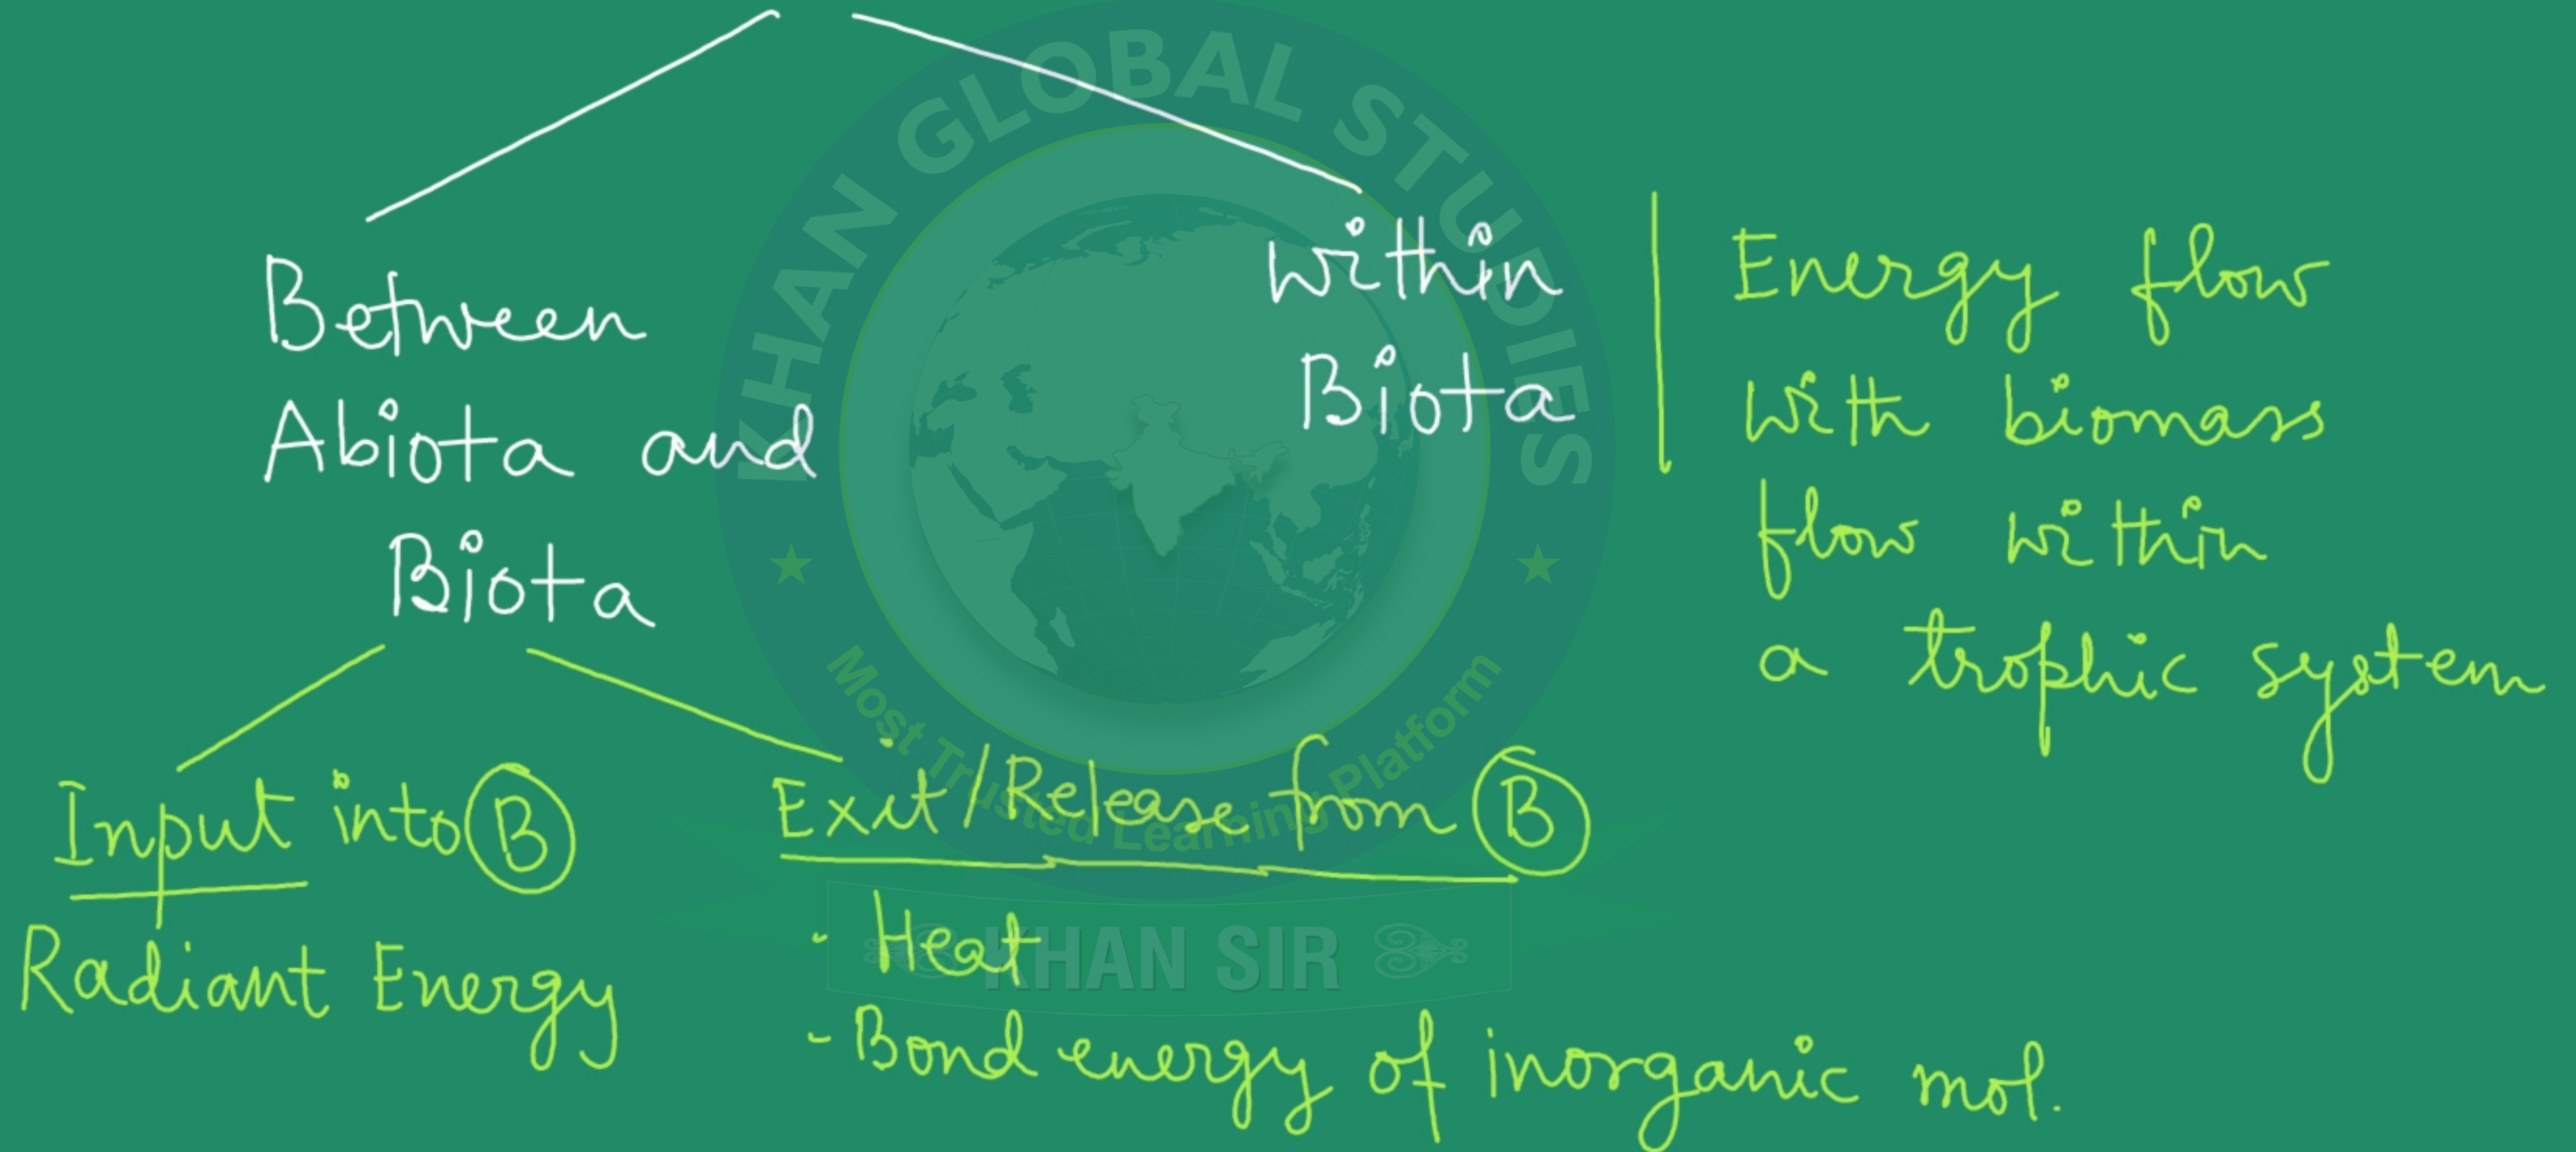 Between
Abiota and
Biota
Within
Biota
Energy flow
with biomass
flow within
a trophic system
Input into B
Radiant Energy
Exit/Release from B
· Heat
- Bond energy of inorganic mol.
KHAN GLOBAL STUDIES
Most Trusted Learning Platform
KHAN SIR